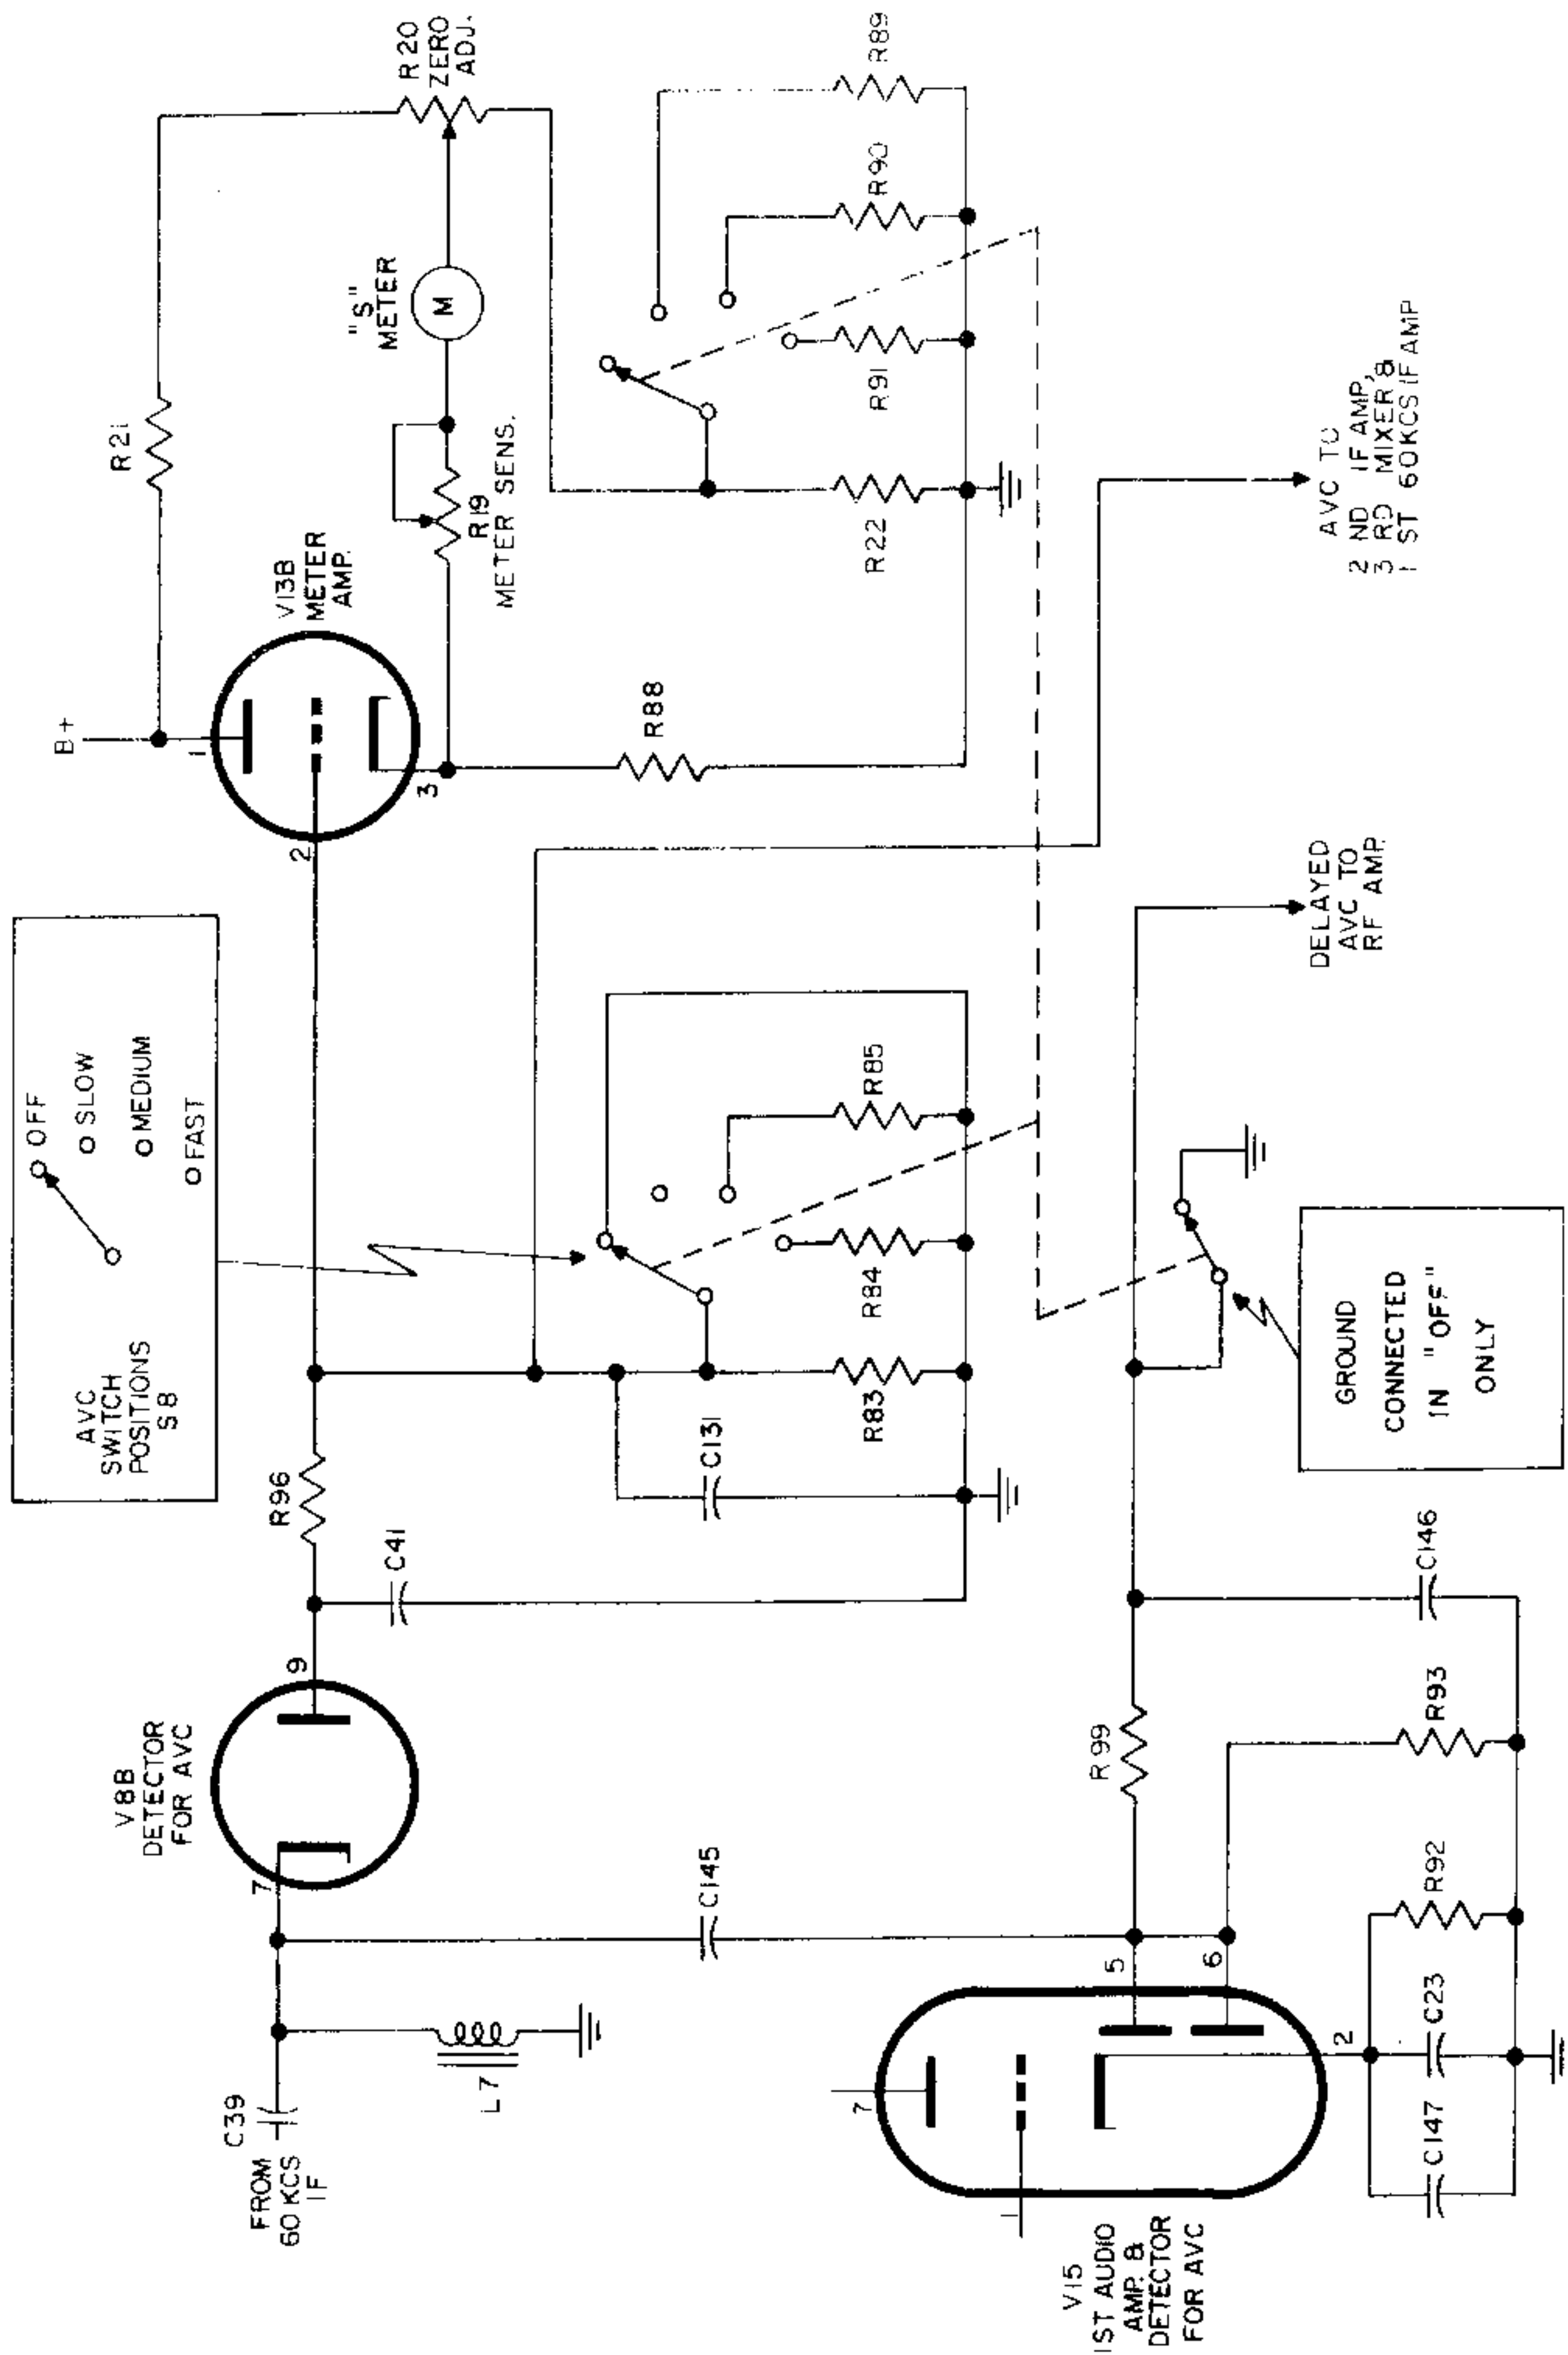 AVC
SWITCH
POSITIONS
S8
OFF
SLOW
MEDIUM
FAST
B+
R21
R20
ZERO
ADJ.
"S"
METER
M
V13B
METER
AMP.
1
2
3
R19
METER SENS.
R88
R22
R91
R90
R89
FROM
60 KCS
IF
C39
L7
V8B
DETECTOR
FOR AVC
7
9
R96
C41
C131
R83
R84
R85
C145
AVC TO
2 ND IF AMP,
3 RD MIXER &
1 ST 60KCS IF AMP
DELAYED
AVC TO
RF AMP.
GROUND
CONNECTED
IN "OFF"
ONLY
V15
1ST AUDIO
AMP. &
DETECTOR
FOR AVC
7
1
5
6
2
R99
R93
C146
R92
C23
C147